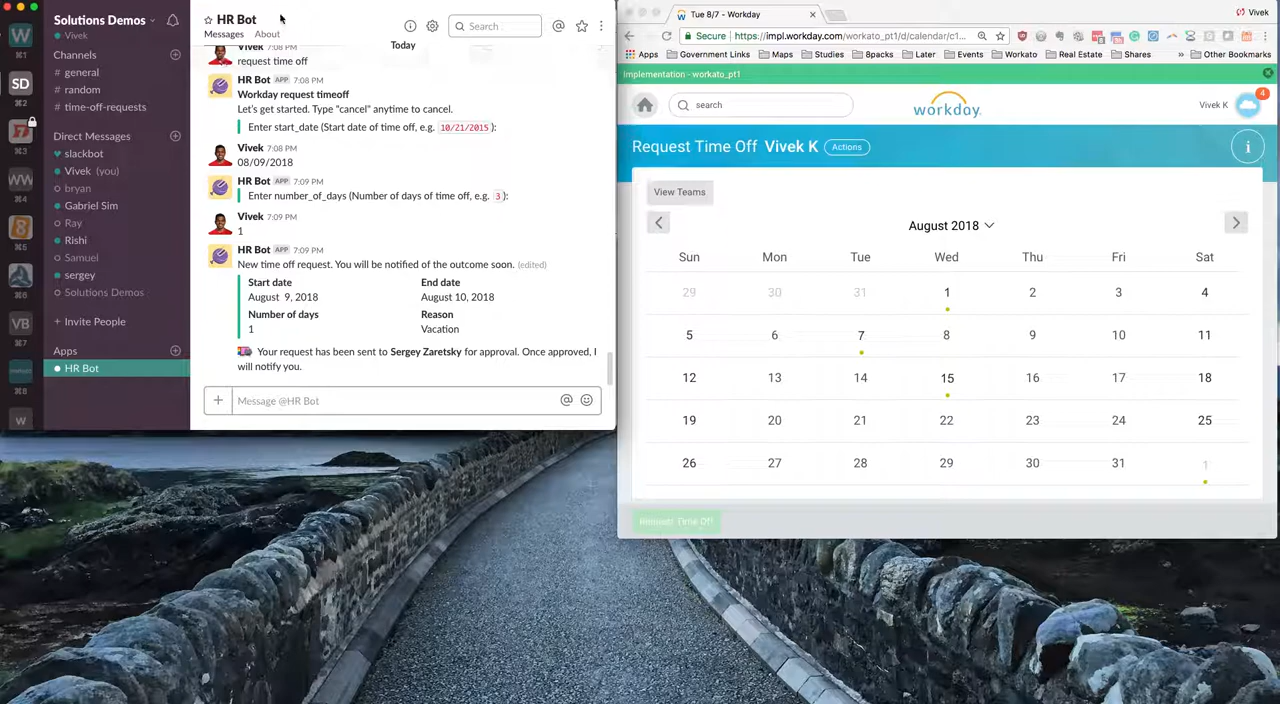 Solutions Demos
Vivek
Channels
general
random
# time-off-requests
Direct Messages
slackbot
Vivek (you)
bryan
Gabriel Sim
Ray
Rishi
Samuel
sergey
Solutions Demos
+ Invite People
Apps
HR Bot
W
⌘1
SD
⌘2
⌘3
WW
⌘4
⌘5
⌘6
VB
⌘7
⌘8
W
HR Bot
Messages About
Search
Today
Vivek 7:08 PM
request time off
HR Bot APP 7:08 PM
Workday request timeoff
Let's get started. Type "cancel" anytime to cancel.
Enter start_date (Start date of time off, e.g. 10/21/2015 ):
Vivek 7:08 PM
08/09/2018
HR Bot APP 7:09 PM
Enter number_of_days (Number of days of time off, e.g. 3 ):
Vivek 7:09 PM
1
HR Bot APP 7:09 PM
New time off request. You will be notified of the outcome soon. (edited)
Start date End date
August 9, 2018 August 10, 2018
Number of days Reason
1 Vacation
Your request has been sent to Sergey Zaretsky for approval. Once approved, I
will notify you.
Message @HR Bot
Tue 8/7 - Workday
Vivek
Secure https://impl.workday.com/workato_pt1/d/calendar/c1...
Apps Government Links Maps Studies 8packs Later Events Workato Real Estate Shares » Other Bookmarks
Implementation - workato_pt1
search
workday.
Vivek K
4
Request Time Off Vivek K Actions
View Teams
August 2018
Sun Mon Tue Wed Thu Fri Sat
29 30 31 1 2 3 4
5 6 7 8 9 10 11
12 13 14 15 16 17 18
19 20 21 22 23 24 25
26 27 28 29 30 31 1
Request Time Off